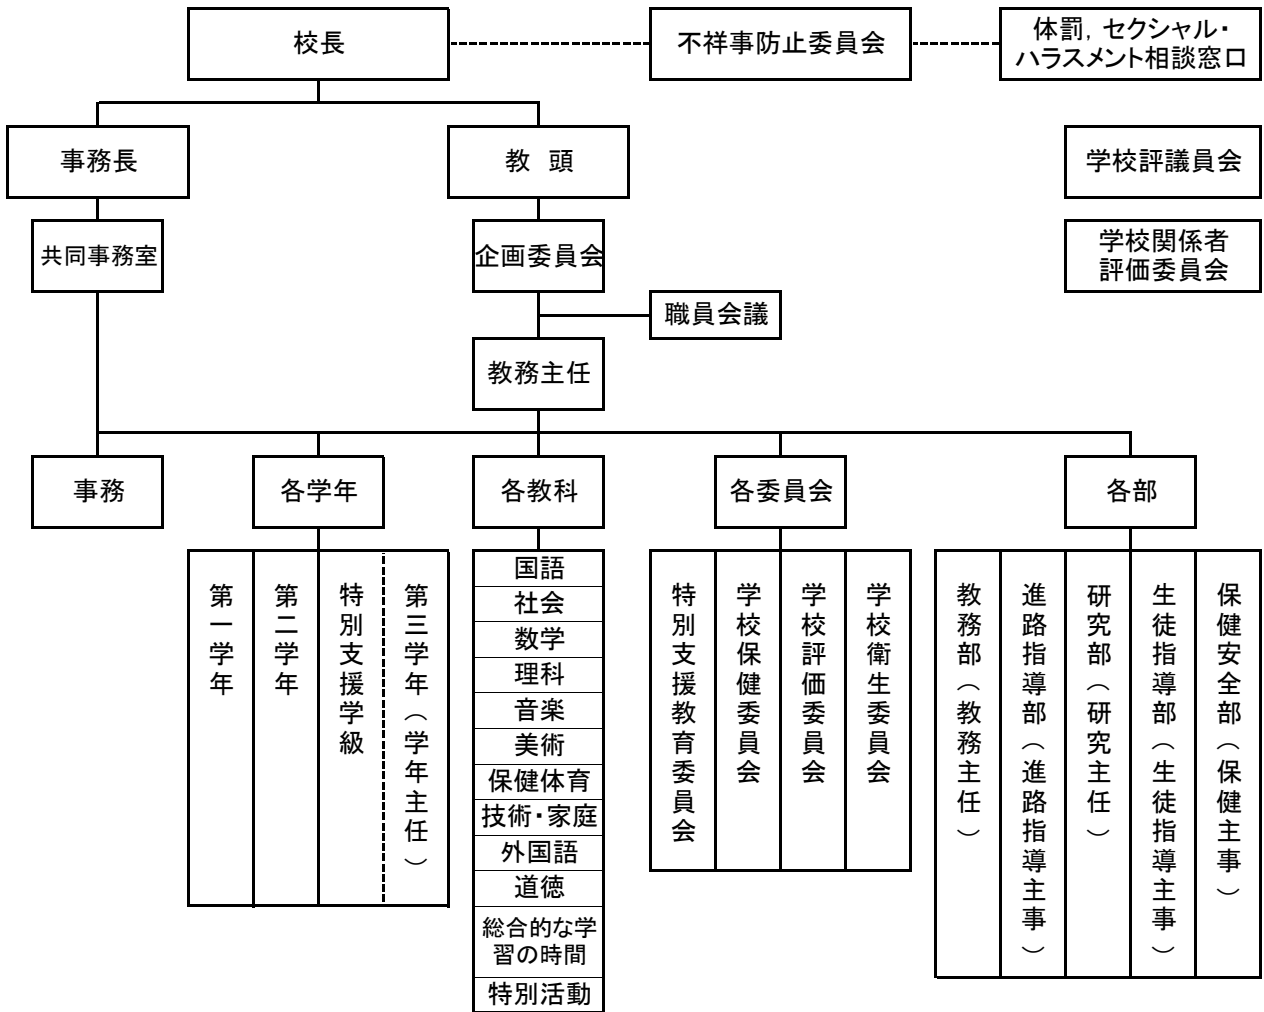 校長
不祥事防止委員会
体罰，セクシャル・
ハラスメント相談窓口
事務長
教　頭
学校評議員会
共同事務室
企画委員会
学校関係者
評価委員会
職員会議
教務主任
事務
各学年
各教科
各委員会
各部
第一学年
第二学年
特別支援学級
第三学年（学年主任）
国語
社会
数学
理科
音楽
美術
保健体育
技術・家庭
外国語
道徳
総合的な学
習の時間
特別活動
特別支援教育委員会
学校保健委員会
学校評価委員会
学校衛生委員会
教務部（教務主任）
進路指導部（進路指導主事）
研究部（研究主任）
生徒指導部（生徒指導主事）
保健安全部（保健主事）